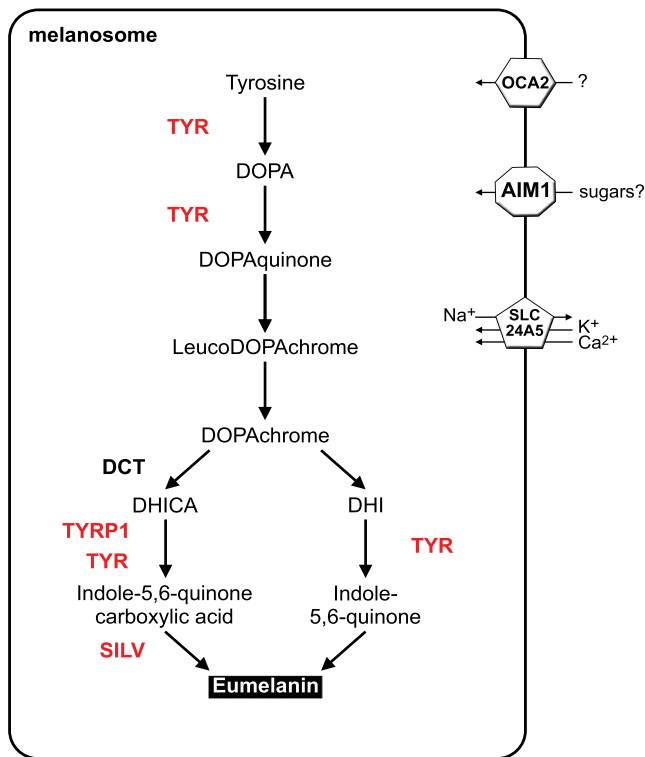 melanosome
Tyrosine
TYR
DOPA
TYR
DOPAquinone
LeucoDOPAchrome
DOPAchrome
DCT
DHICA
DHI
TYRP1
TYR
TYR
Indole-5,6-quinone
carboxylic acid
Indole-
5,6-quinone
SILV
Eumelanin
OCA2
?
AIM1
sugars?
Na⁺
SLC
24A5
K⁺
Ca²⁺